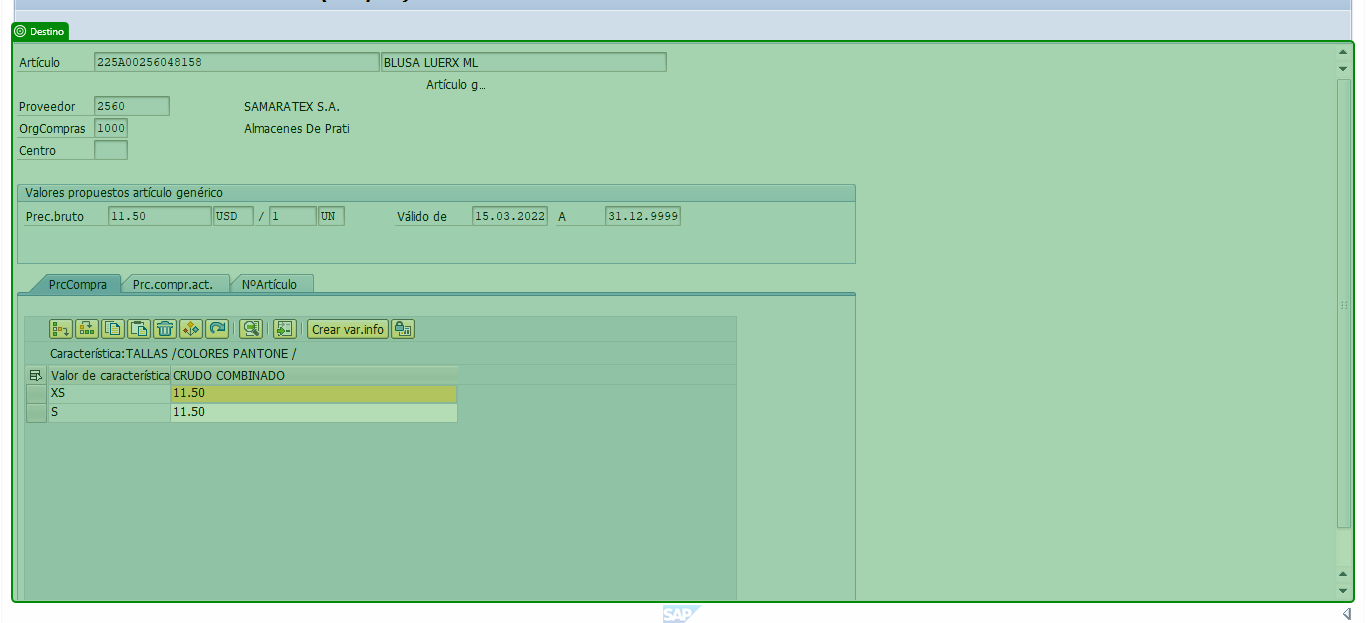 Destino
Artículo 225A00256048158 BLUSA LUERX ML
Artículo g...
Proveedor 2560 SAMARATEX S.A.
OrgCompras 1000 Almacenes De Prati
Centro
Valores propuestos artículo genérico
Prec.bruto 11.50 USD / 1 UN Válido de 15.03.2022 A 31.12.9999
PrcCompra Prc.compr.act. NºArtículo
Crear var.info
Característica:TALLAS /COLORES PANTONE /
Valor de característica CRUDO COMBINADO
XS 11.50
S 11.50
SAP